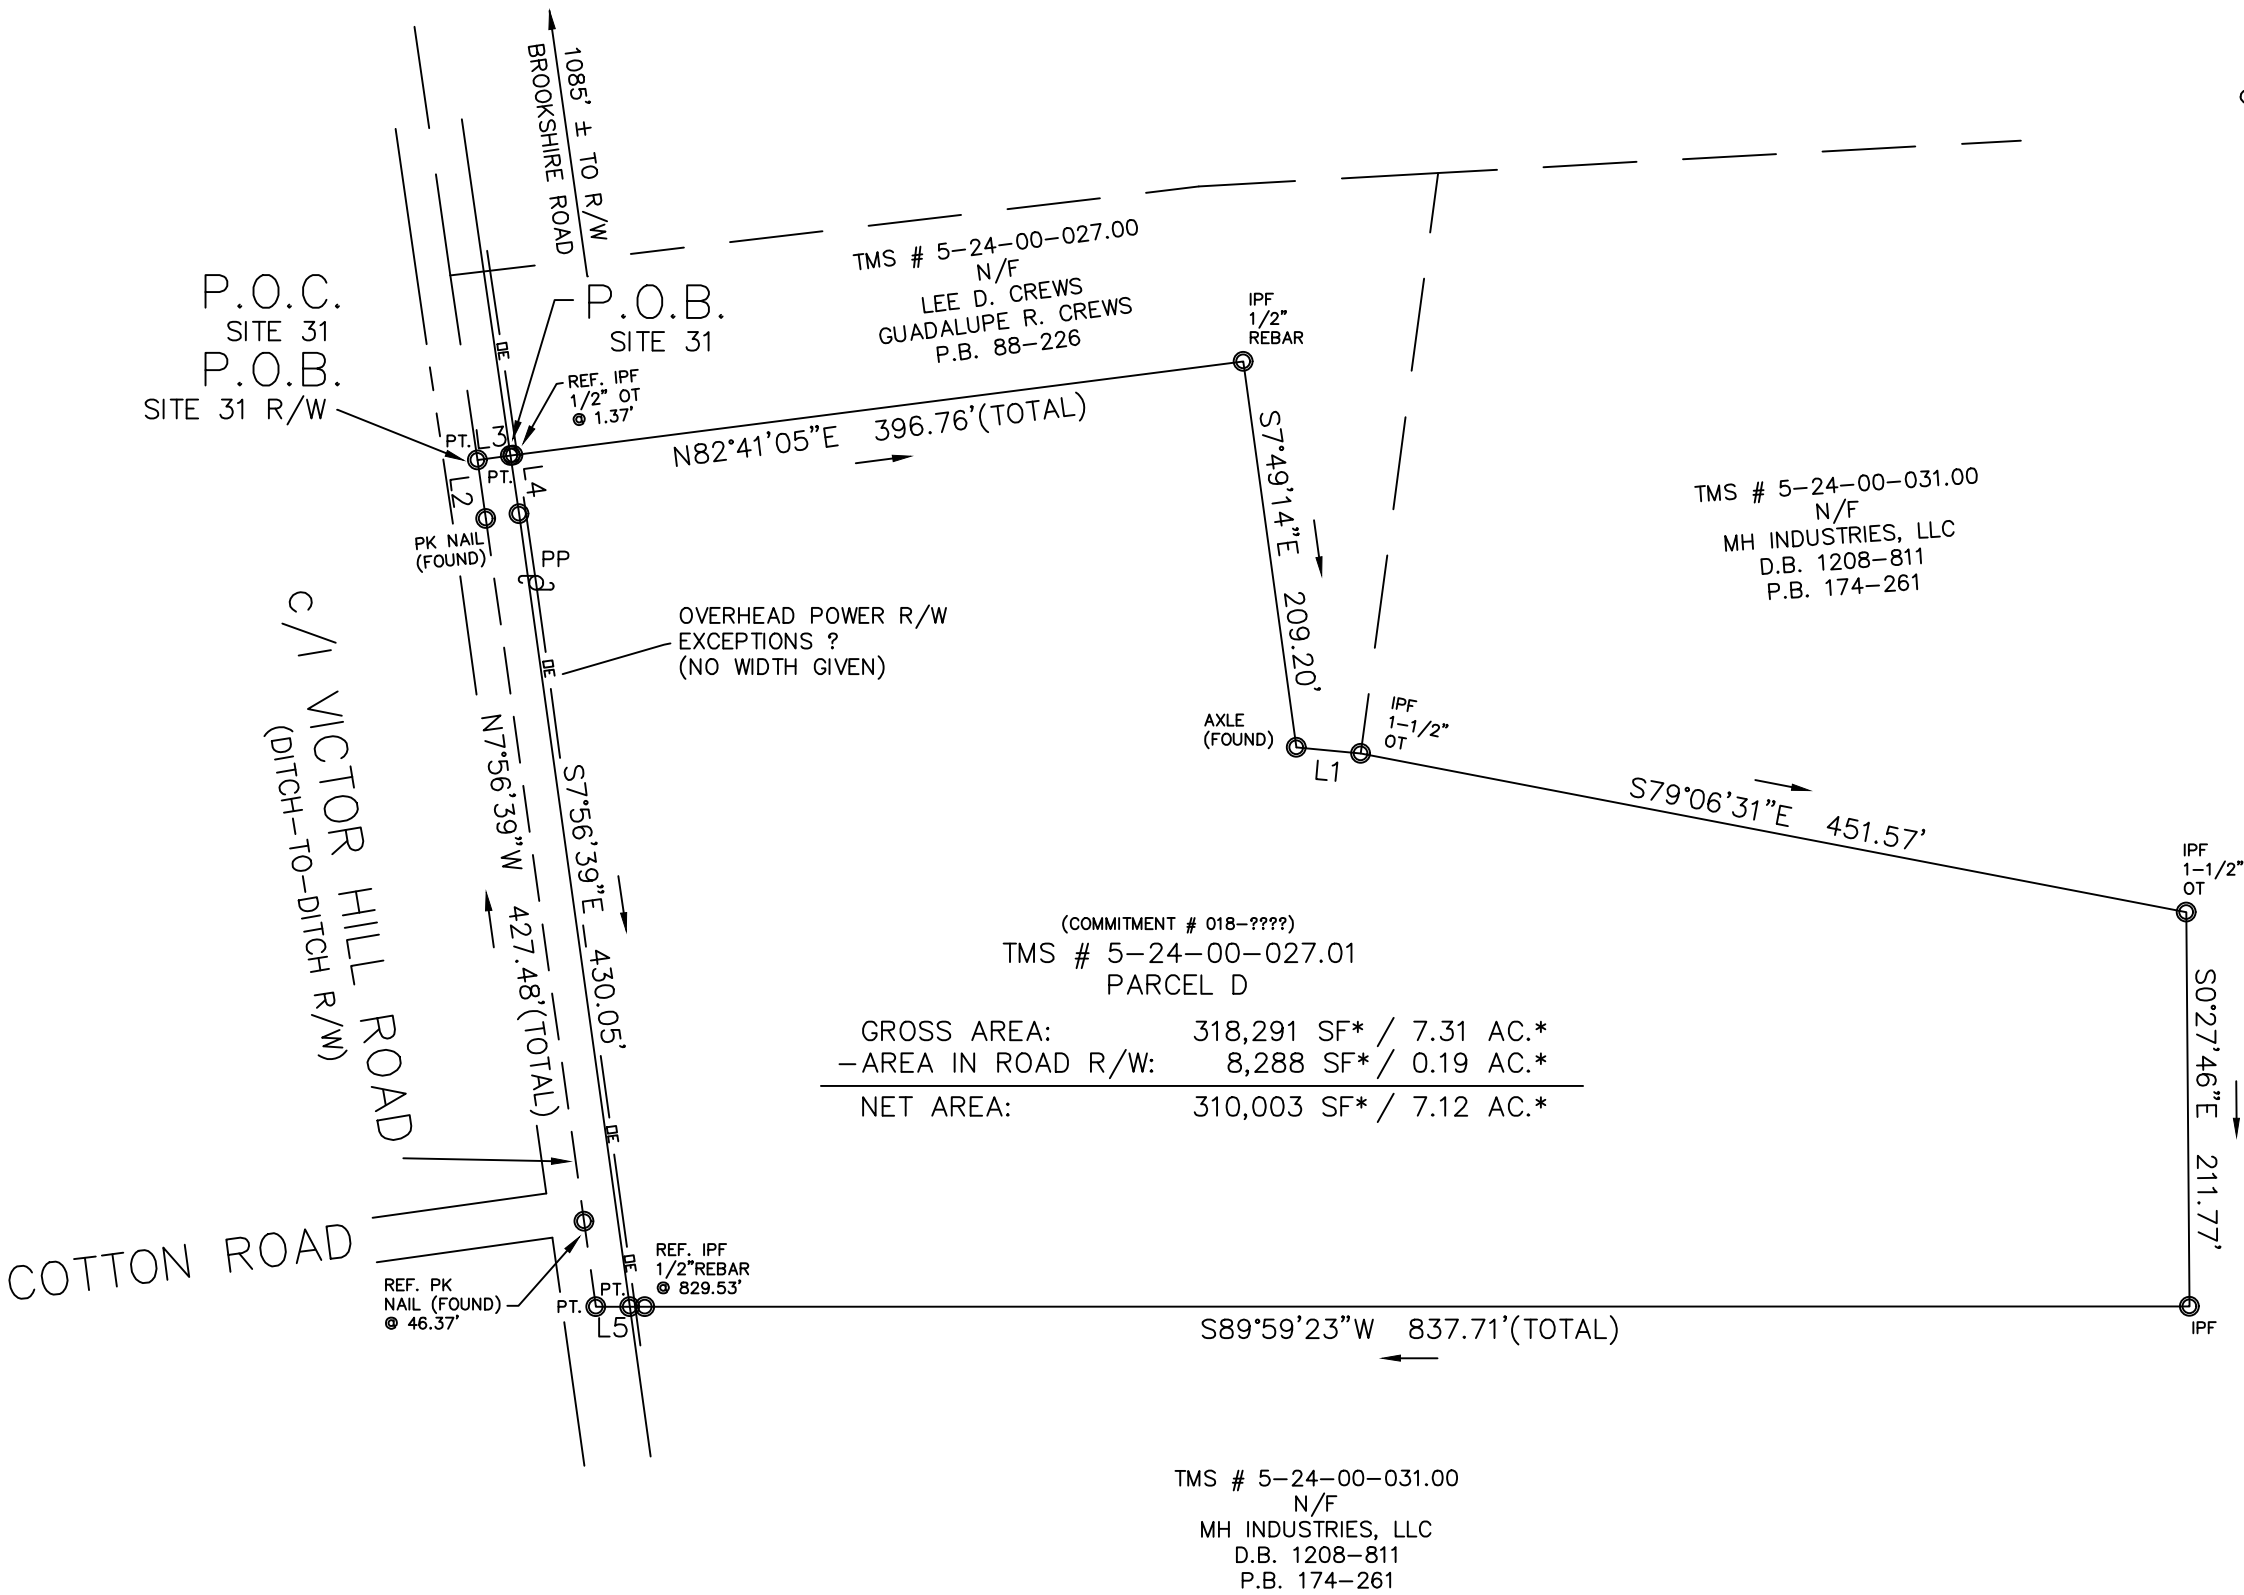 1085' ± TO R/W
BROOKSHIRE ROAD
P.O.C.
SITE 31
P.O.B.
SITE 31 R/W
P.O.B.
SITE 31
REF. IPF
1/2" OT
@ 1.37'
TMS # 5-24-00-027.00
N/F
LEE D. CREWS
GUADALUPE R. CREWS
P.B. 88-226
IPF
1/2"
REBAR
PT.
L3
PT.
L4
L2
N82°41'05"E 396.76'(TOTAL)
S7°49'14"E 209.20'
TMS # 5-24-00-031.00
N/F
MH INDUSTRIES, LLC
D.B. 1208-811
P.B. 174-261
PK NAIL
(FOUND)
PP
OE
OE
OVERHEAD POWER R/W
EXCEPTIONS ?
(NO WIDTH GIVEN)
AXLE
(FOUND)
L1
IPF
1-1/2"
OT
S79°06'31"E 451.57'
IPF
1-1/2"
OT
C/L VICTOR HILL ROAD
(DITCH-TO-DITCH R/W)
N7°56'39"W 427.48'(TOTAL)
S7°56'39"E 430.05'
(COMMITMENT # 018-????)
TMS # 5-24-00-027.01
PARCEL D
GROSS AREA: 318,291 SF* / 7.31 AC.*
-AREA IN ROAD R/W: 8,288 SF* / 0.19 AC.*
NET AREA: 310,003 SF* / 7.12 AC.*
S0°27'46"E 211.77'
OE
OE
COTTON ROAD
REF. PK
NAIL (FOUND)
@ 46.37'
REF. IPF
1/2"REBAR
@ 829.53'
PT.
PT.
L5
S89°59'23"W 837.71'(TOTAL)
IPF
TMS # 5-24-00-031.00
N/F
MH INDUSTRIES, LLC
D.B. 1208-811
P.B. 174-261